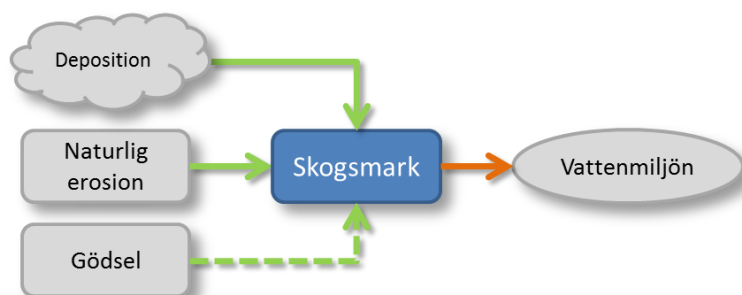 Deposition
Naturlig
erosion
Skogsmark
Vattenmiljön
Gödsel